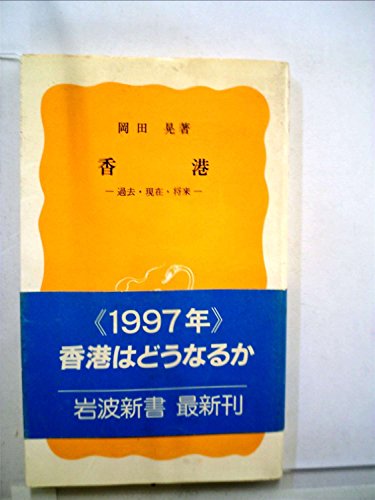 岡田 晃著
香港
―過去・現在・将来―
《1997年》
香港はどうなるか
岩波新書 最新刊